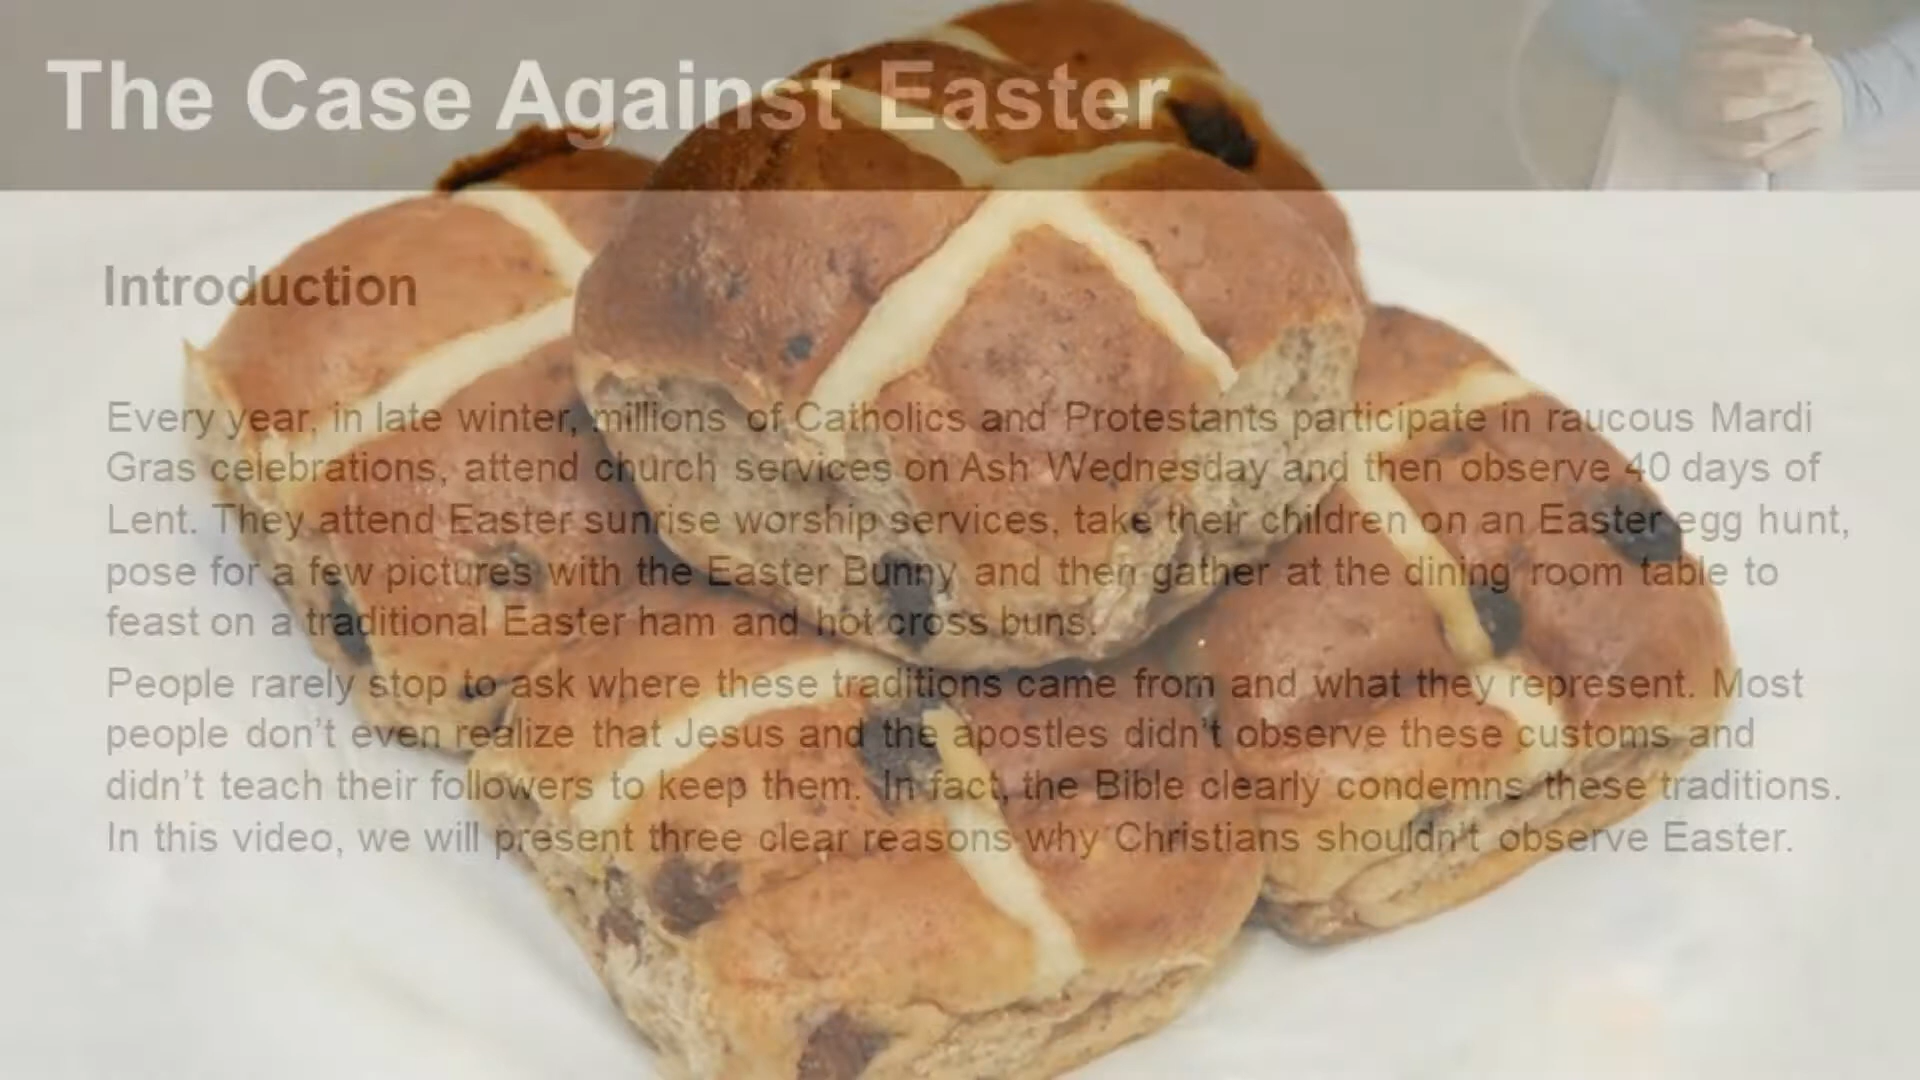 The Case Against Easter
Introduction
Every year, in late winter, millions of Catholics and Protestants participate in raucous Mardi
Gras celebrations, attend church services on Ash Wednesday and then observe 40 days of
Lent. They attend Easter sunrise worship services, take their children on an Easter egg hunt,
pose for a few pictures with the Easter Bunny and then gather at the dining room table to
feast on a traditional Easter ham and hot cross buns.
People rarely stop to ask where these traditions came from and what they represent. Most
people don’t even realize that Jesus and the apostles didn’t observe these customs and
didn’t teach their followers to keep them. In fact, the Bible clearly condemns these traditions.
In this video, we will present three clear reasons why Christians shouldn’t observe Easter.